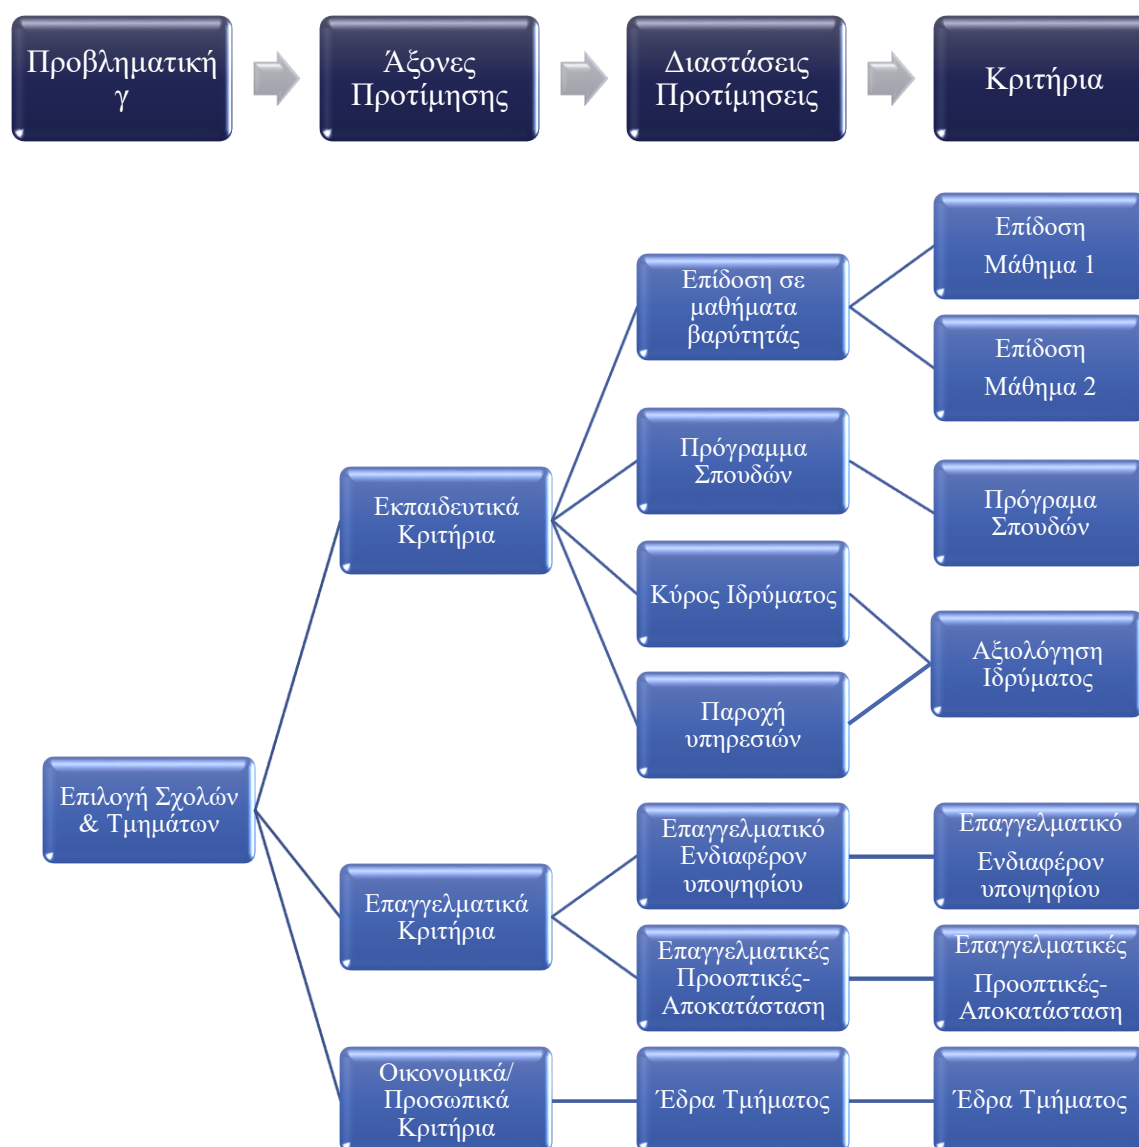 Προβληματική
γ
Άξονες
Προτίμησης
Διαστάσεις
Προτίμησεις
Κριτήρια
Επιλογή Σχολών
& Τμημάτων
Εκπαιδευτικά
Κριτήρια
Επίδοση σε
μαθήματα
βαρύτητάς
Επίδοση
Μάθημα 1
Επίδοση
Μάθημα 2
Πρόγραμμα
Σπουδών
Πρόγραμα
Σπουδών
Κύρος Ιδρύματος
Παροχή
υπηρεσιών
Αξιολόγηση
Ιδρύματος
Επαγγελματικά
Κριτήρια
Επαγγελματικό
Ενδιαφέρον
υποψηφίου
Επαγγελματικό
Ενδιαφέρον
υποψηφίου
Επαγγελματικές
Προοπτικές-
Αποκατάσταση
Επαγγελματικές
Προοπτικές-
Αποκατάσταση
Οικονομικά/
Προσωπικά
Κριτήρια
Έδρα Τμήματος
Έδρα Τμήματος